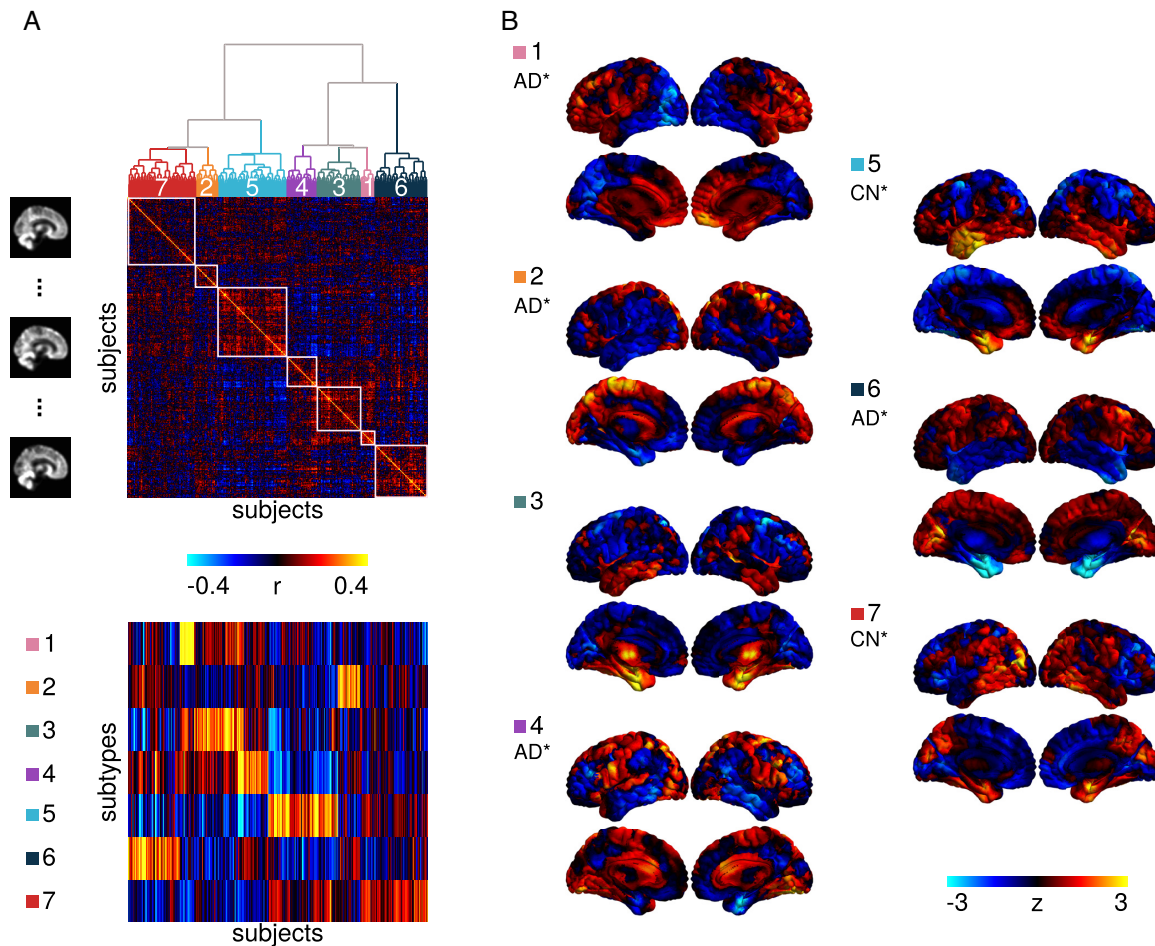 A
7 2 5 4 3 1 6
...
...
subjects
subjects
-0.4 r 0.4
1
2
3
4
5
6
7
subtypes
subjects
B
1
AD*
2
AD*
3
4
AD*
5
CN*
6
AD*
7
CN*
-3 z 3